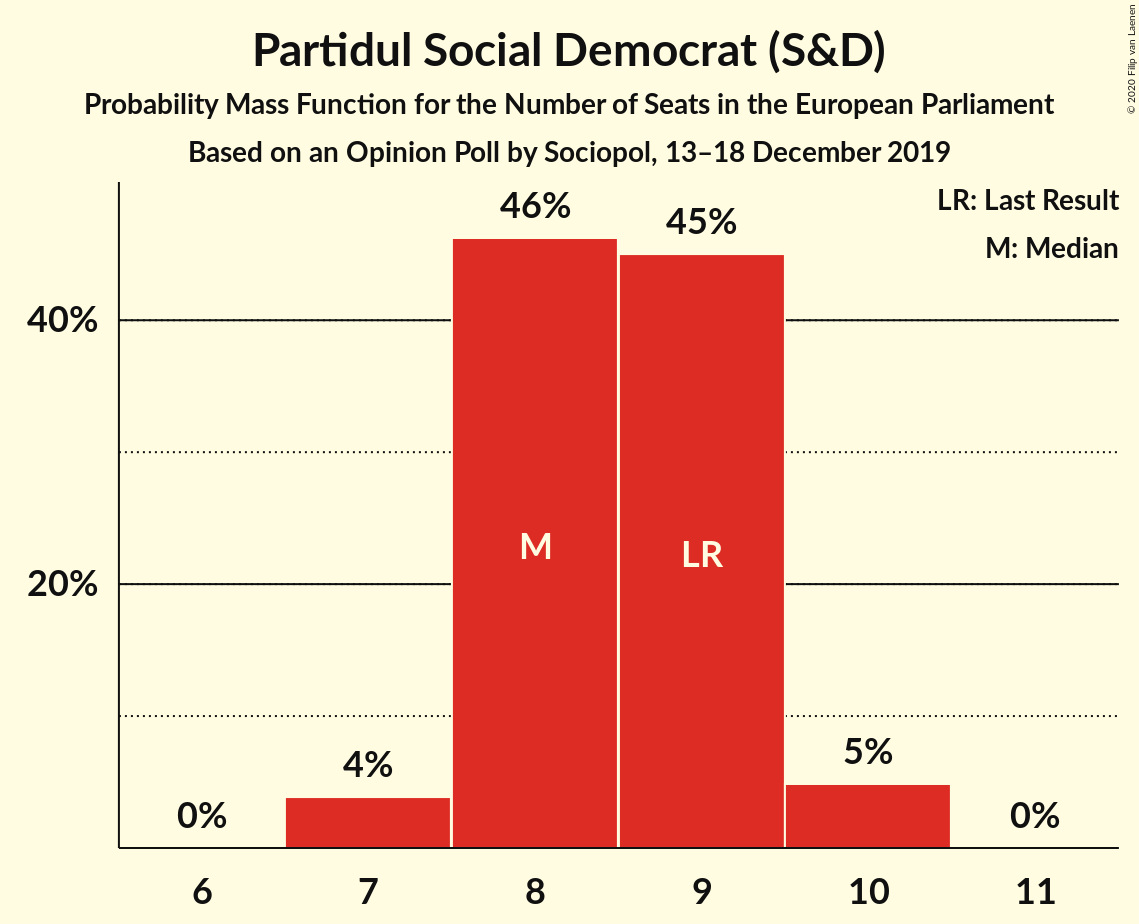 Partidul Social Democrat (S&D)
Probability Mass Function for the Number of Seats in the European Parliament
Based on an Opinion Poll by Sociopol, 13–18 December 2019
© 2020 Filip van Laenen
LR: Last Result
M: Median
46%
45%
40%
M
LR
20%
4%
5%
0%
0%
6 7 8 9 10 11